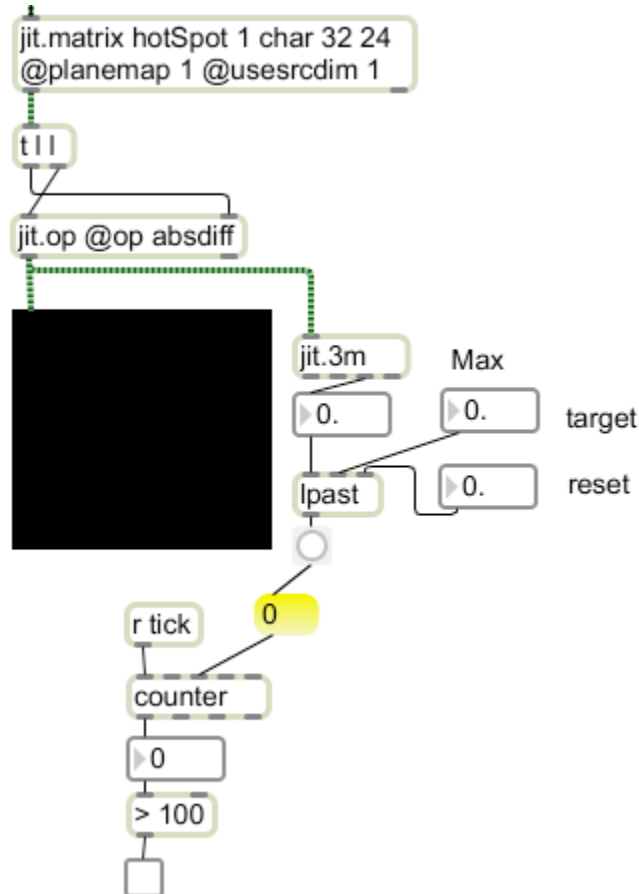 jit.matrix hotSpot 1 char 32 24
@planemap 1 @usesrcdim 1
t l l
jit.op @op absdiff
jit.3m
Max
0.
0.
target
lpast
0.
reset
0
r tick
counter
0
> 100